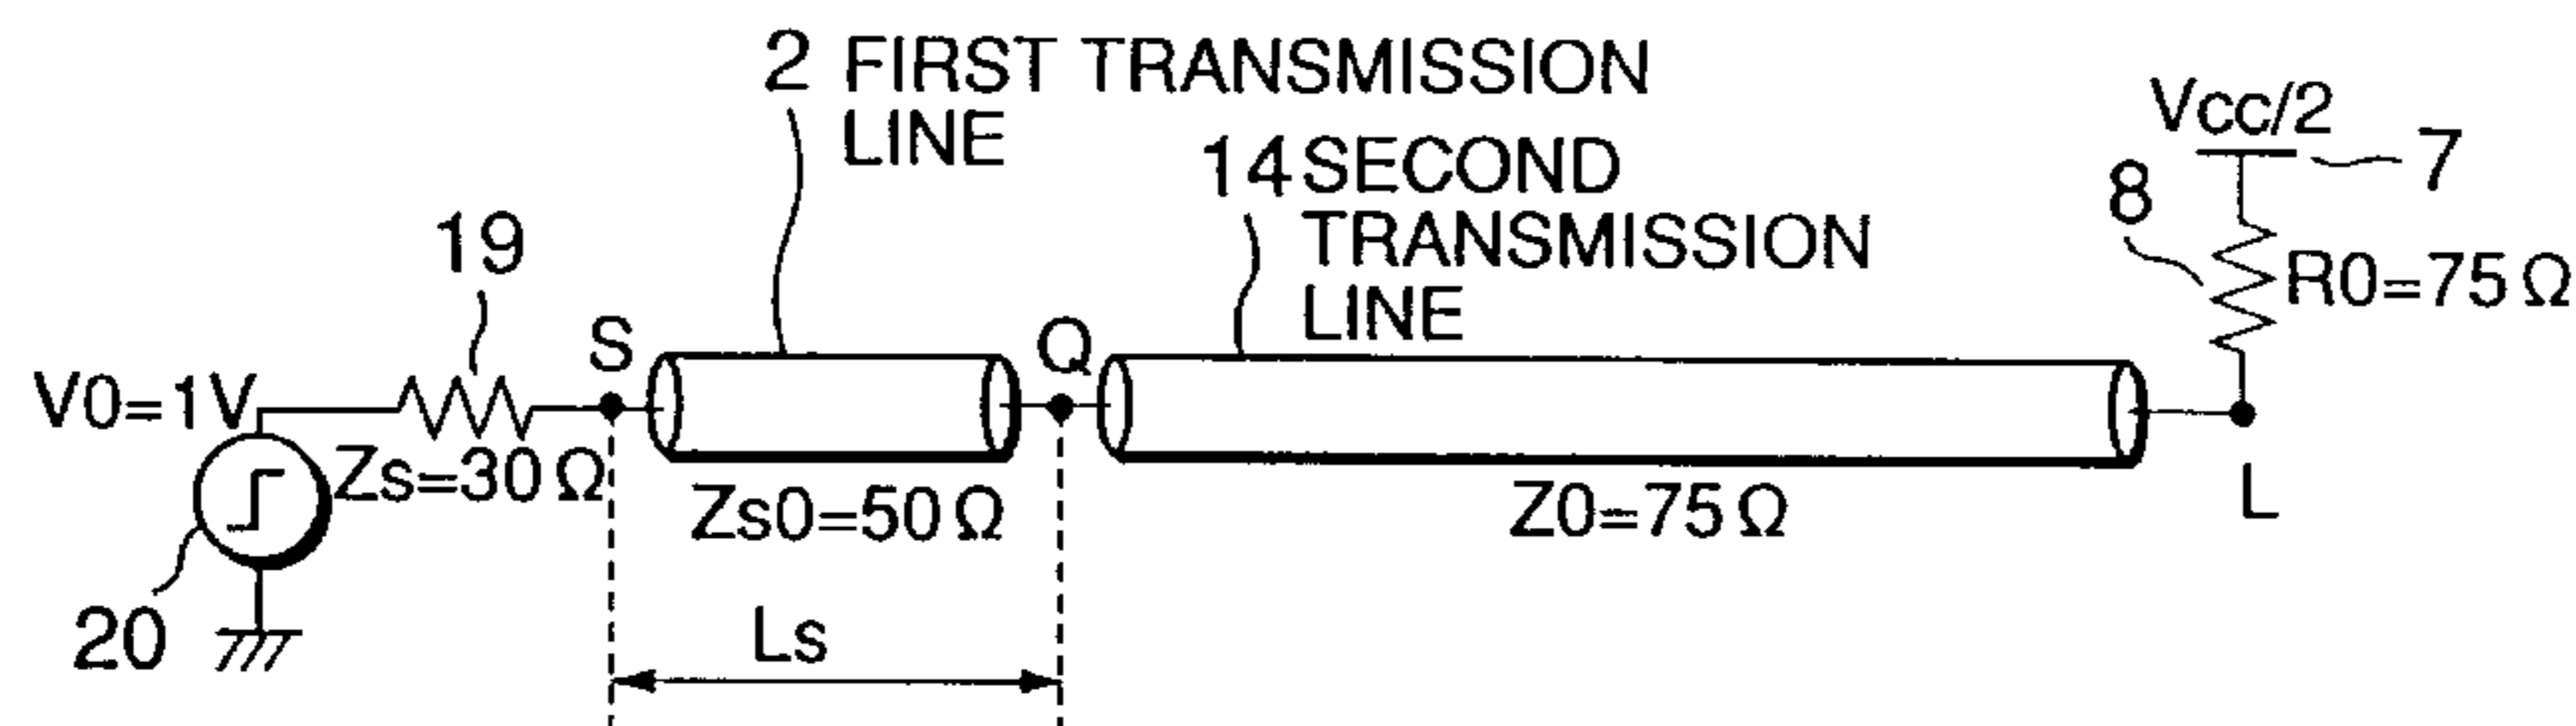 2 FIRST TRANSMISSION
LINE
Vcc/2
7
14 SECOND
TRANSMISSION
LINE
8
R0=75Ω
19
S
Q
V0=1V
Zs=30Ω
Zs0=50Ω
Z0=75Ω
L
20
Ls